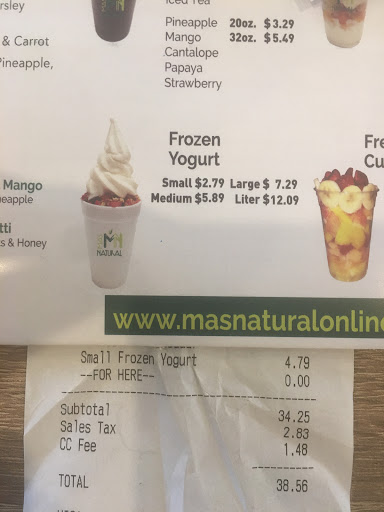 rsley
Iced Tea
& Carrot
Pineapple,
Pineapple 20oz. $3.29
Mango 32oz. $5.49
Cantalope
Papaya
Strawberry
Frozen
Yogurt
Small $2.79 Large $ 7.29
Medium $5.89 Liter $12.09
Fre
Cu
Mango
neapple
tti
s & Honey
NATURAL
www.masnaturalonline
Small Frozen Yogurt 4.79
--FOR HERE-- 0.00
Subtotal 34.25
Sales Tax 2.83
CC Fee 1.48
TOTAL 38.56